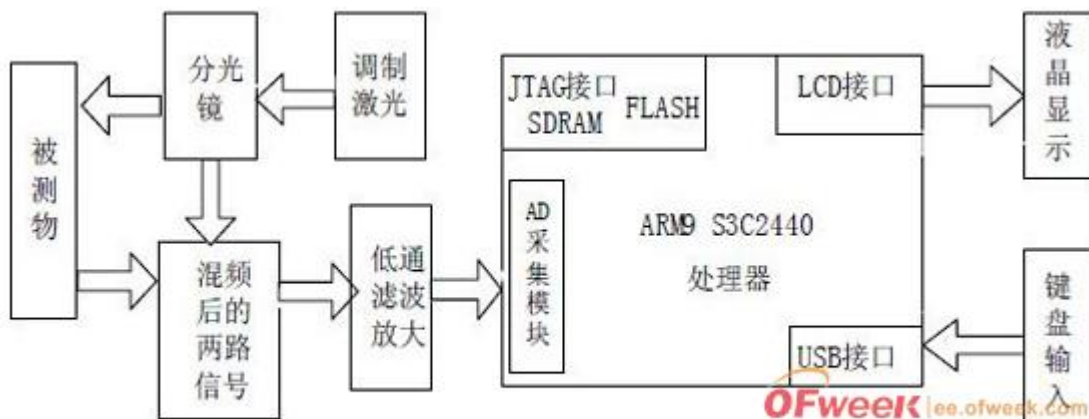 被
测
物
分光
镜
调制
激光
混频
后的
两路
信号
低通
滤波
放大
JTAG接口
SDRAM
FLASH
LCD接口
AD
采
集
模
块
ARM9 S3C2440
处理器
USB接口
液
晶
显
示
键
盘
输
入
OFweek
ee.ofweek.com